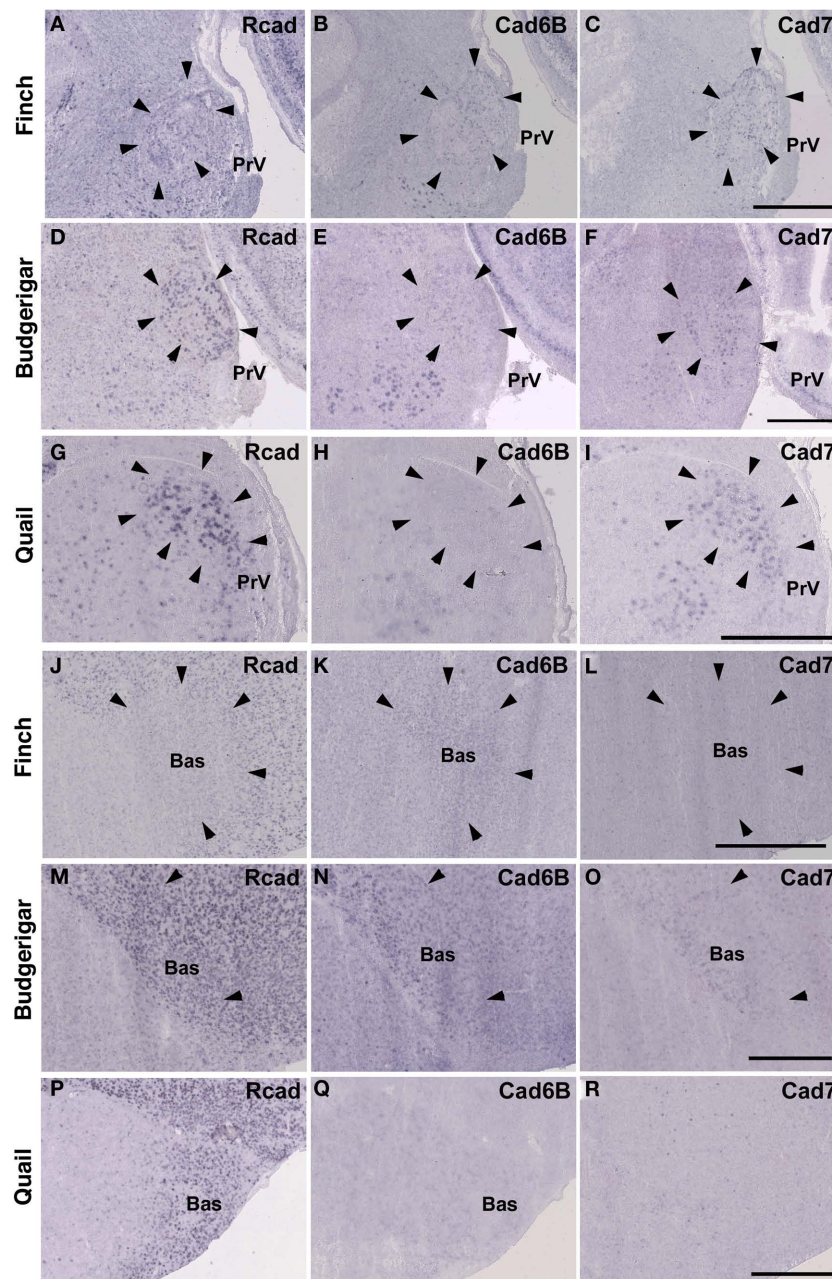 Finch
A Rcad
PrV
B Cad6B
C Cad7
PrV
Budgerigar
D Rcad
PrV
E Cad6B
PrV
F Cad7
PrV
Quail
G Rcad
PrV
H Cad6B
I Cad7
PrV
Finch
J Rcad
Bas
K Cad6B
Bas
L Cad7
Bas
Budgerigar
M Rcad
Bas
N Cad6B
Bas
O Cad7
Bas
Quail
P Rcad
Bas
Q Cad6B
Bas
R Cad7